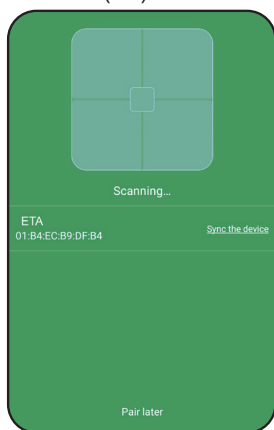 Scanning...
ETA
01:B4:EC:B9:DF:B4
Sync the device
Pair later